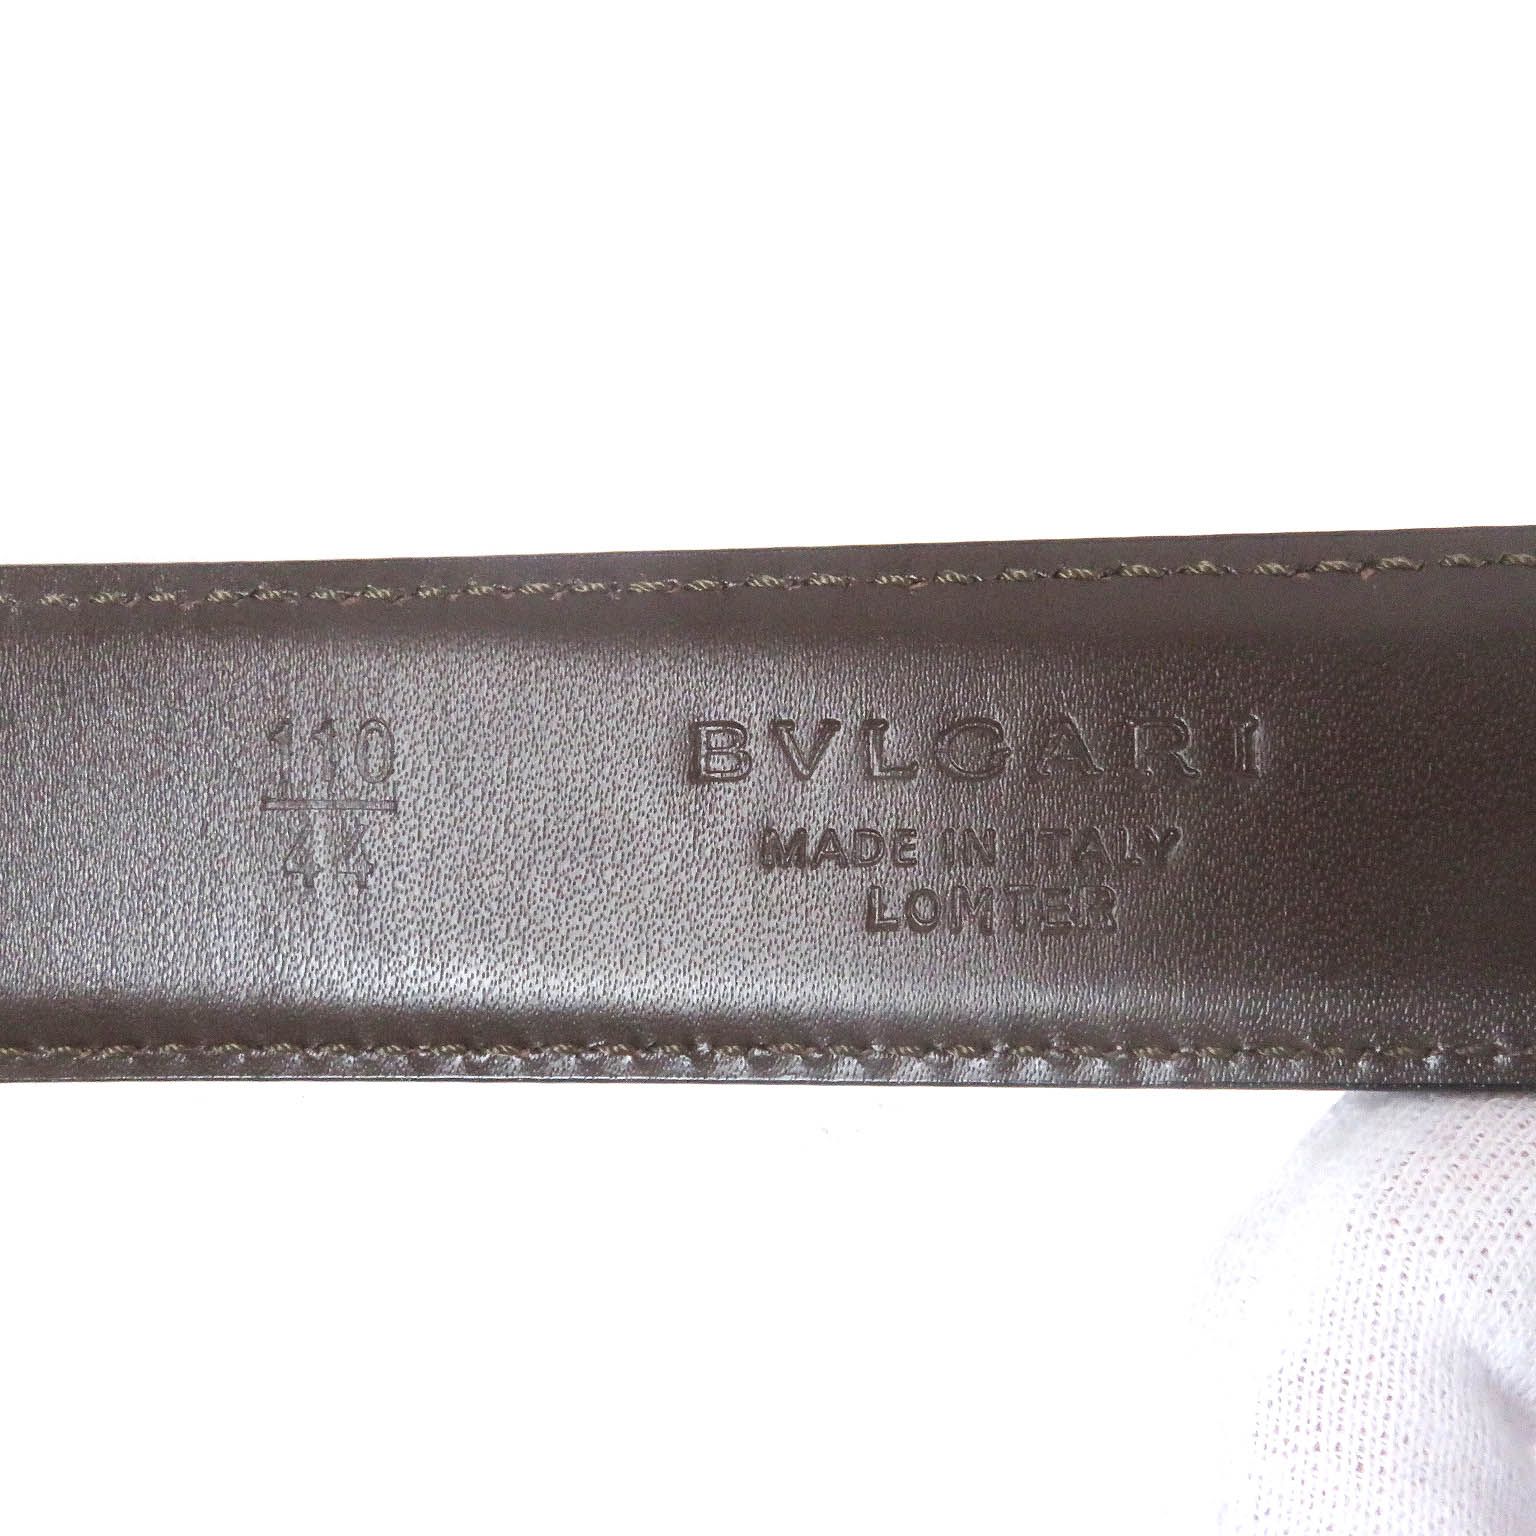 110
44
BVLGARI
MADE IN ITALY
LOMTER